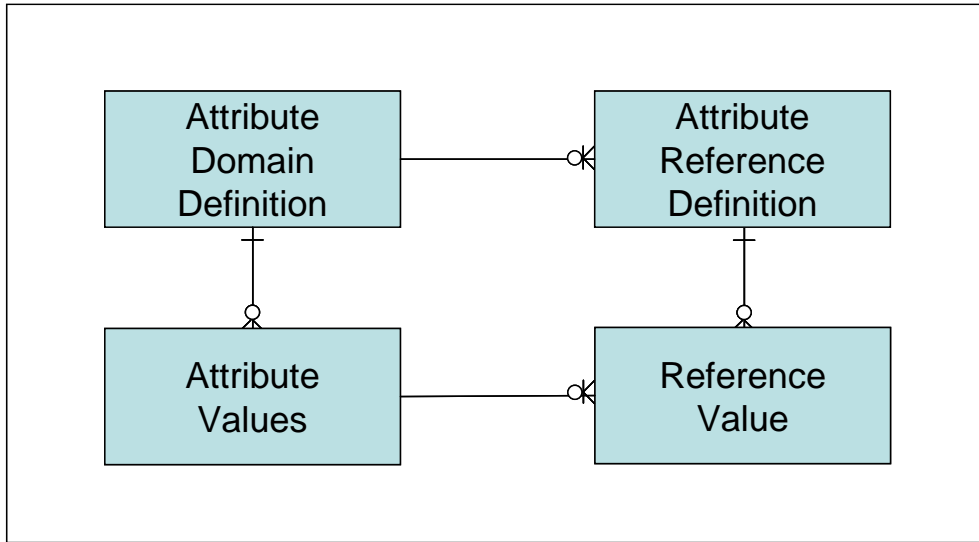 Attribute
Domain
Definition
Attribute
Reference
Definition
Attribute
Values
Reference
Value